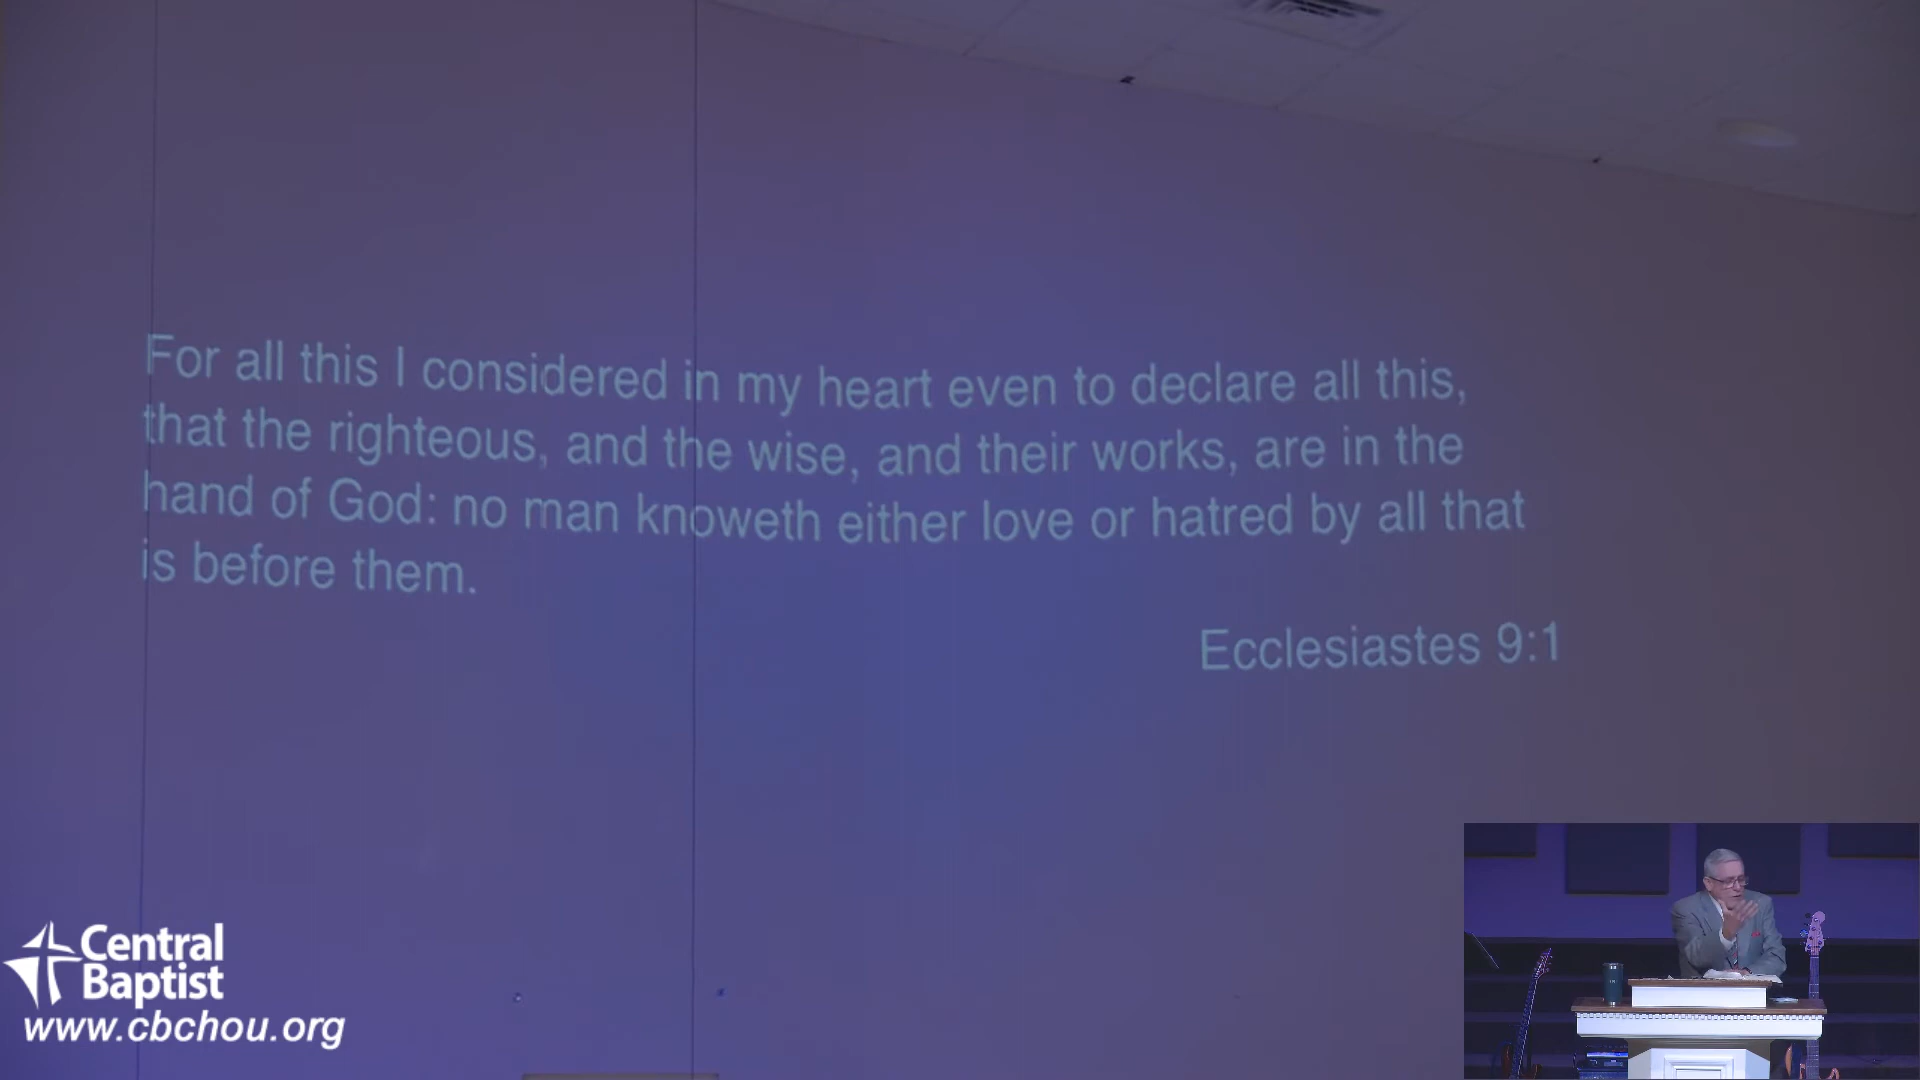 For all this I considered in my heart even to declare all this,
that the righteous, and the wise, and their works, are in the
hand of God: no man knoweth either love or hatred by all that
is before them.
Ecclesiastes 9:1
Central
Baptist
www.cbchou.org